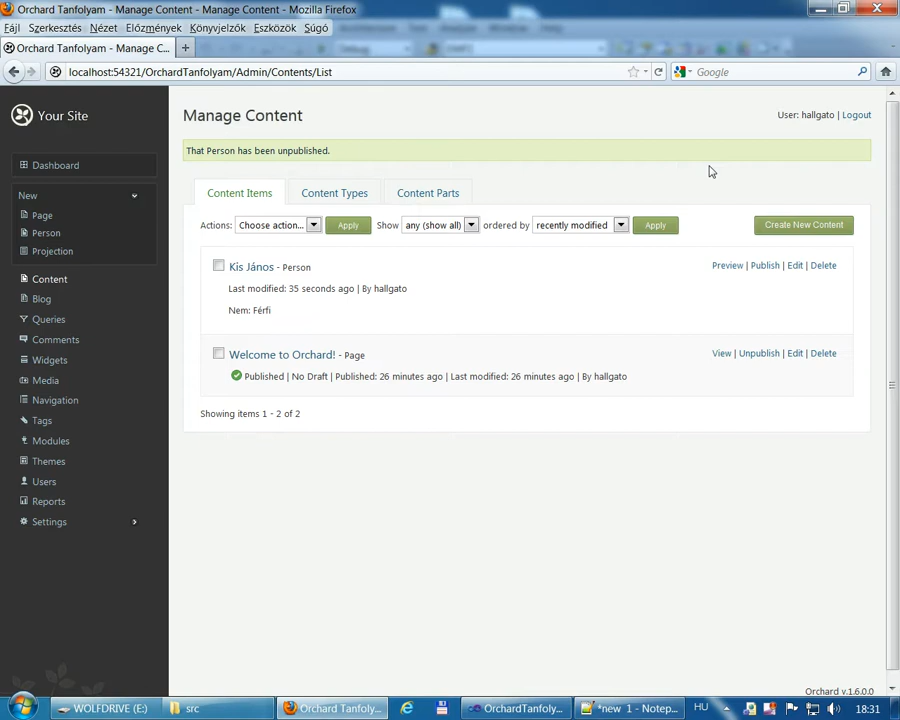 Orchard Tanfolyam - Manage Content - Manage Content - Mozilla Firefox
Fájl Szerkesztés Nézet Előzmények Könyvjelzők Eszközök Súgó
Orchard Tanfolyam - Manage C...
localhost:54321/OrchardTanfolyam/Admin/Contents/List
Google
Your Site
Manage Content
User: hallgato | Logout
That Person has been unpublished.
Dashboard
New
Page
Person
Projection
Content
Blog
Queries
Comments
Widgets
Media
Navigation
Tags
Modules
Themes
Users
Reports
Settings
Content Items Content Types Content Parts
Actions: Choose action... Apply Show any (show all) ordered by recently modified Apply Create New Content
Kis János - Person Preview | Publish | Edit | Delete
Last modified: 35 seconds ago | By hallgato
Nem: Férfi
Welcome to Orchard! - Page View | Unpublish | Edit | Delete
Published | No Draft | Published: 26 minutes ago | Last modified: 26 minutes ago | By hallgato
Showing items 1 - 2 of 2
Orchard v.1.6.0.0
WOLFDRIVE (E:) src Orchard Tanfoly... OrchardTanfoly... *new 1 - Notep... HU 18:31